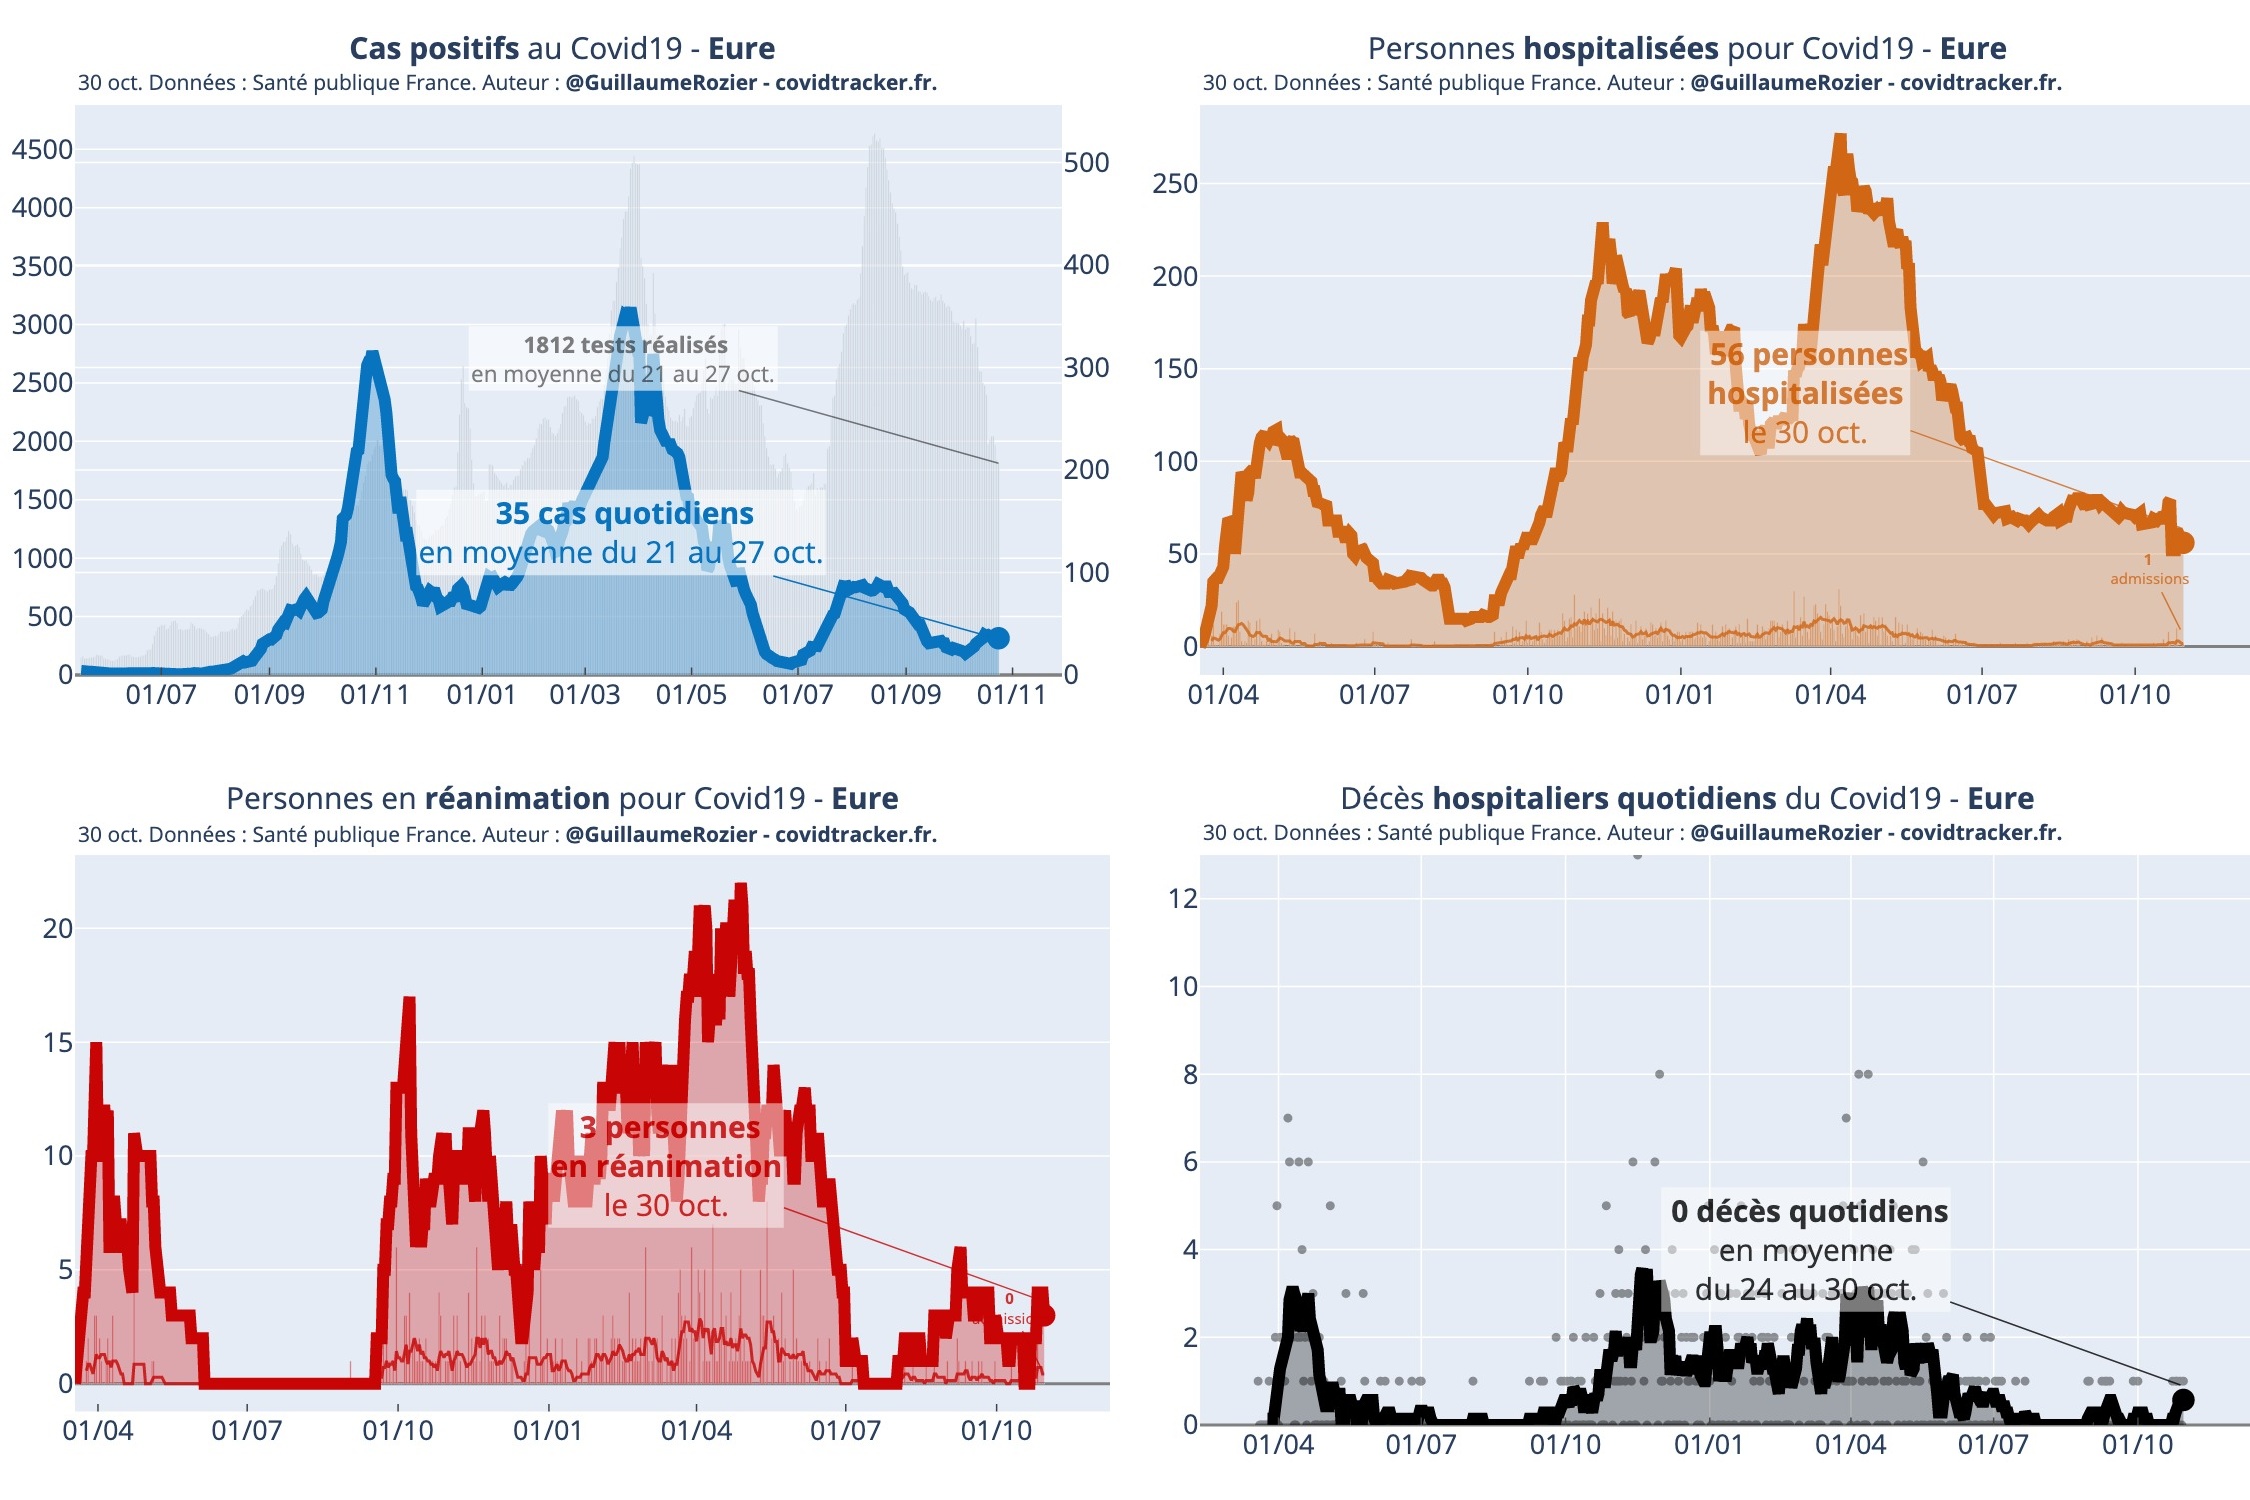 Cas positifs au Covid19 - Eure
30 oct. Données : Santé publique France. Auteur : @GuillaumeRozier - covidtracker.fr.
4500
4000
3500
3000
2500
2000
1500
1000
500
0
500
400
300
200
100
0
1812 tests réalisés
en moyenne du 21 au 27 oct.
35 cas quotidiens
en moyenne du 21 au 27 oct.
01/07 01/09 01/11 01/01 01/03 01/05 01/07 01/09 01/11
Personnes hospitalisées pour Covid19 - Eure
30 oct. Données : Santé publique France. Auteur : @GuillaumeRozier - covidtracker.fr.
250
200
150
100
50
0
56 personnes
hospitalisées
le 30 oct.
1
admissions
01/04 01/07 01/10 01/01 01/04 01/07 01/10
Personnes en réanimation pour Covid19 - Eure
30 oct. Données : Santé publique France. Auteur : @GuillaumeRozier - covidtracker.fr.
20
15
10
5
0
3 personnes
en réanimation
le 30 oct.
0
01/04 01/07 01/10 01/01 01/04 01/07 01/10
Décès hospitaliers quotidiens du Covid19 - Eure
30 oct. Données : Santé publique France. Auteur : @GuillaumeRozier - covidtracker.fr.
12
10
8
6
4
2
0
0 décès quotidiens
en moyenne
du 24 au 30 oct.
01/04 01/07 01/10 01/01 01/04 01/07 01/10